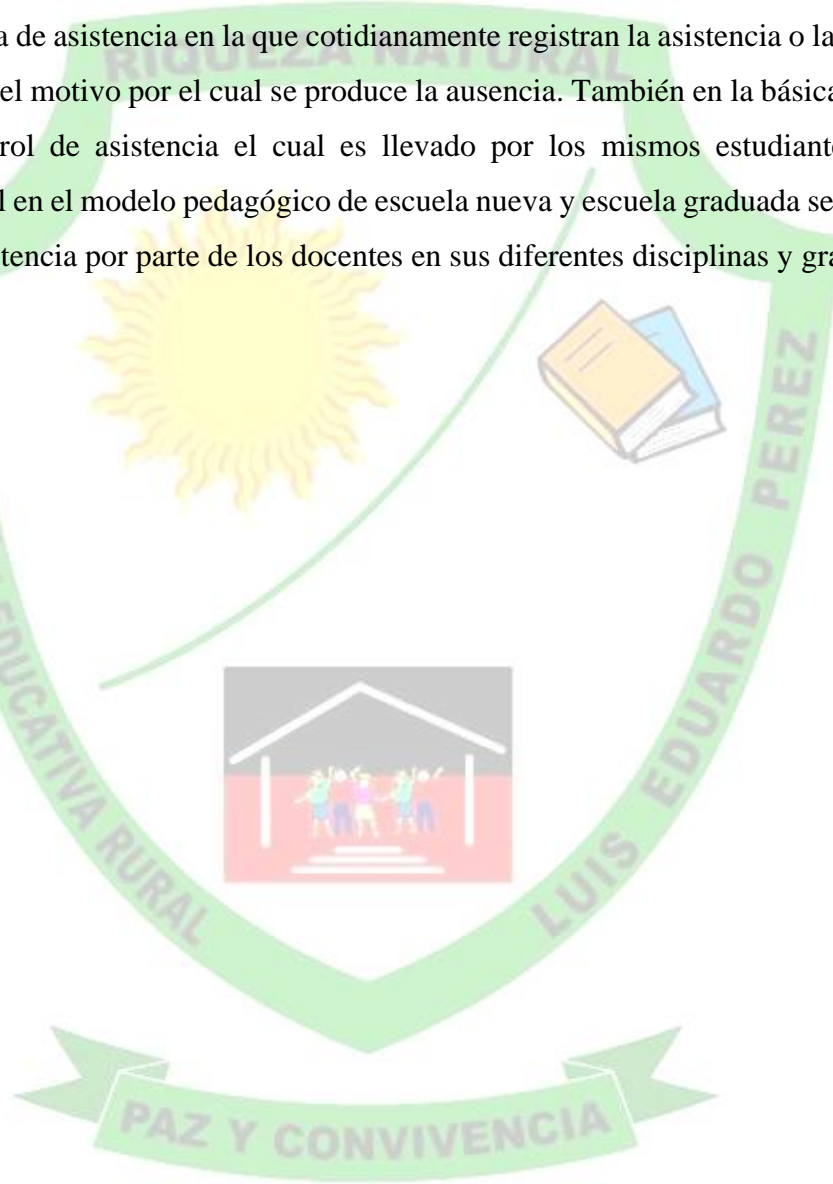 a de asistencia en la que cotidianamente registran la asistencia o la
el motivo por el cual se produce la ausencia. También en la básica
rol de asistencia el cual es llevado por los mismos estudiante
l en el modelo pedagógico de escuela nueva y escuela graduada se
tencia por parte de los docentes en sus diferentes disciplinas y gra
RIQUEZA NATURAL
EDUCATIVA RURAL
LUIS EDUARDO PEREZ
PAZ Y CONVIVENCIA